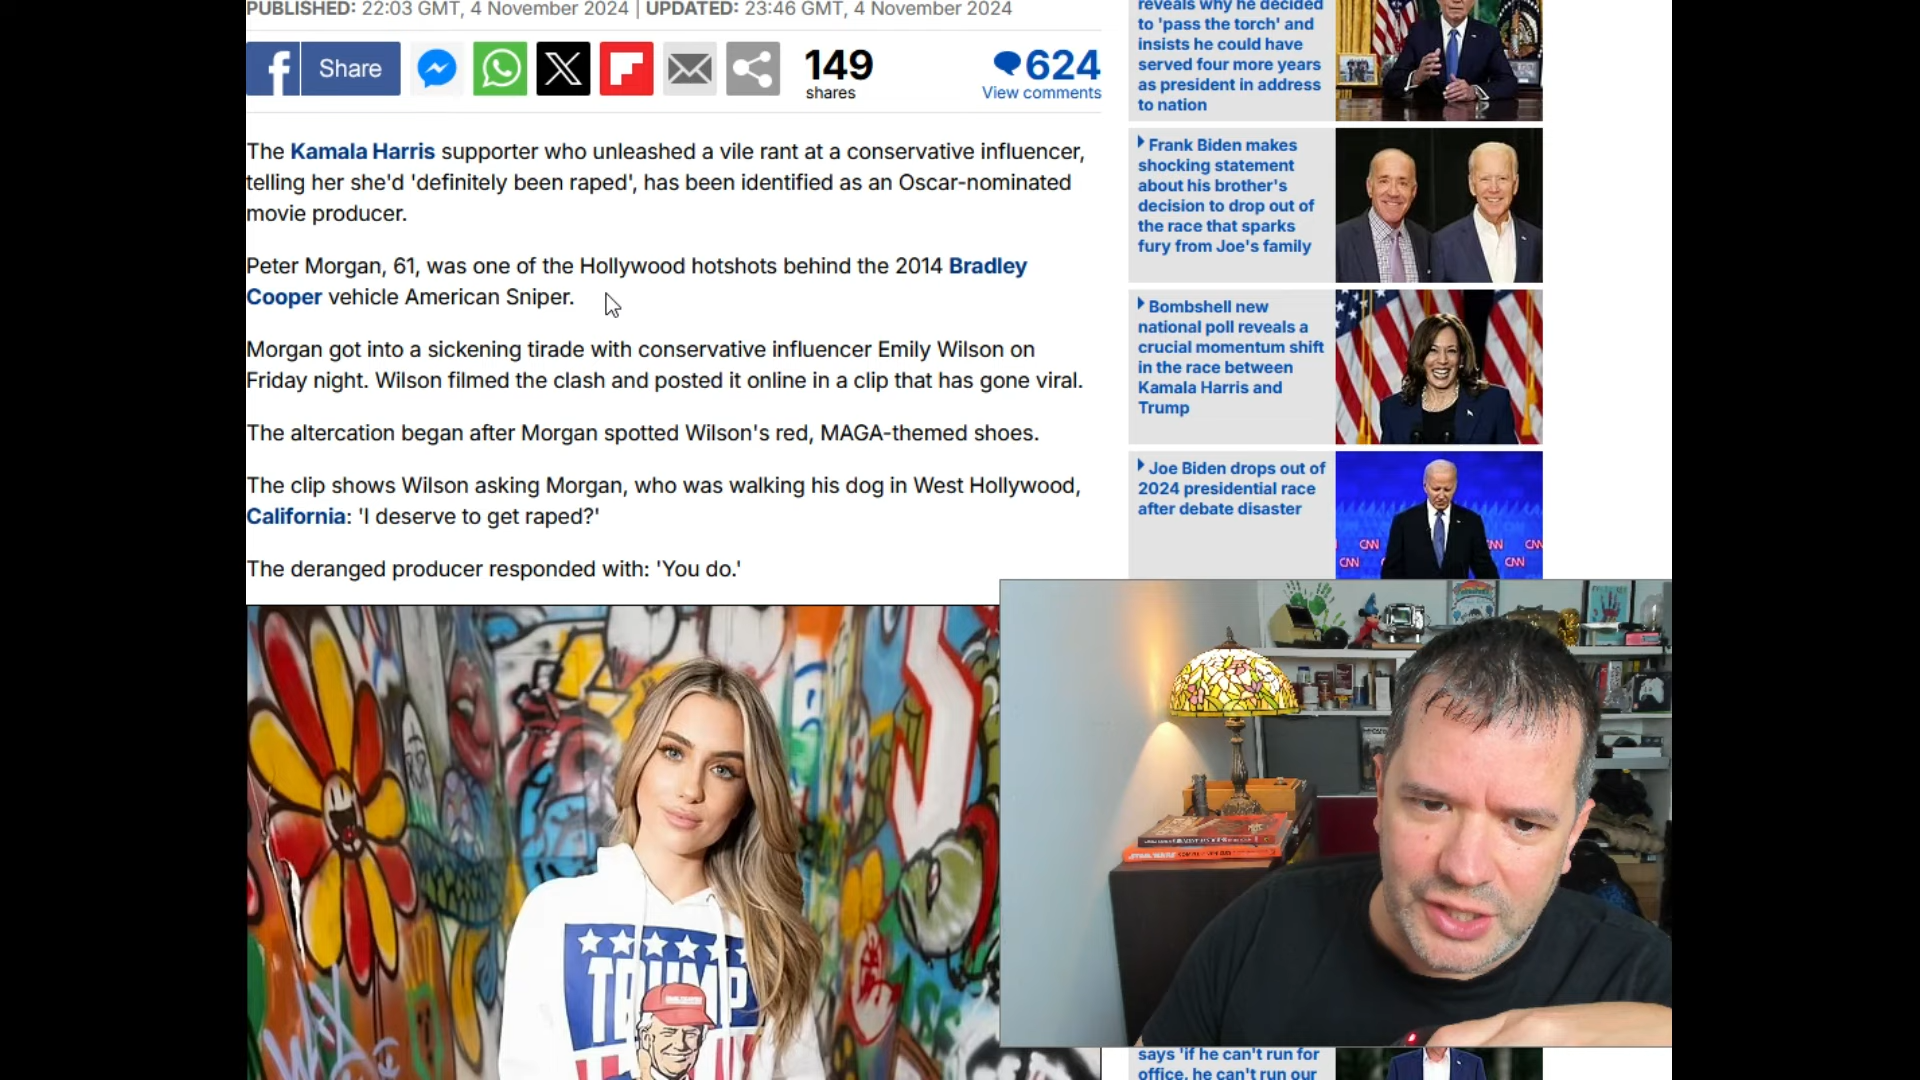 PUBLISHED: 22:03 GMT, 4 November 2024 | UPDATED: 23:46 GMT, 4 November 2024
f Share
149
shares
624
View comments
The Kamala Harris supporter who unleashed a vile rant at a conservative influencer,
telling her she'd 'definitely been raped', has been identified as an Oscar-nominated
movie producer.
Peter Morgan, 61, was one of the Hollywood hotshots behind the 2014 Bradley
Cooper vehicle American Sniper.
Morgan got into a sickening tirade with conservative influencer Emily Wilson on
Friday night. Wilson filmed the clash and posted it online in a clip that has gone viral.
The altercation began after Morgan spotted Wilson's red, MAGA-themed shoes.
The clip shows Wilson asking Morgan, who was walking his dog in West Hollywood,
California: 'I deserve to get raped?'
The deranged producer responded with: 'You do.'
TRUMP
reveals why he decided
to 'pass the torch' and
insists he could have
served four more years
as president in address
to nation
Frank Biden makes
shocking statement
about his brother's
decision to drop out of
the race that sparks
fury from Joe's family
Bombshell new
national poll reveals a
crucial momentum shift
in the race between
Kamala Harris and
Trump
Joe Biden drops out of
2024 presidential race
after debate disaster
CNN
CNN
CNN
STAR WARS
says 'if he can't run for
office, he can't run our